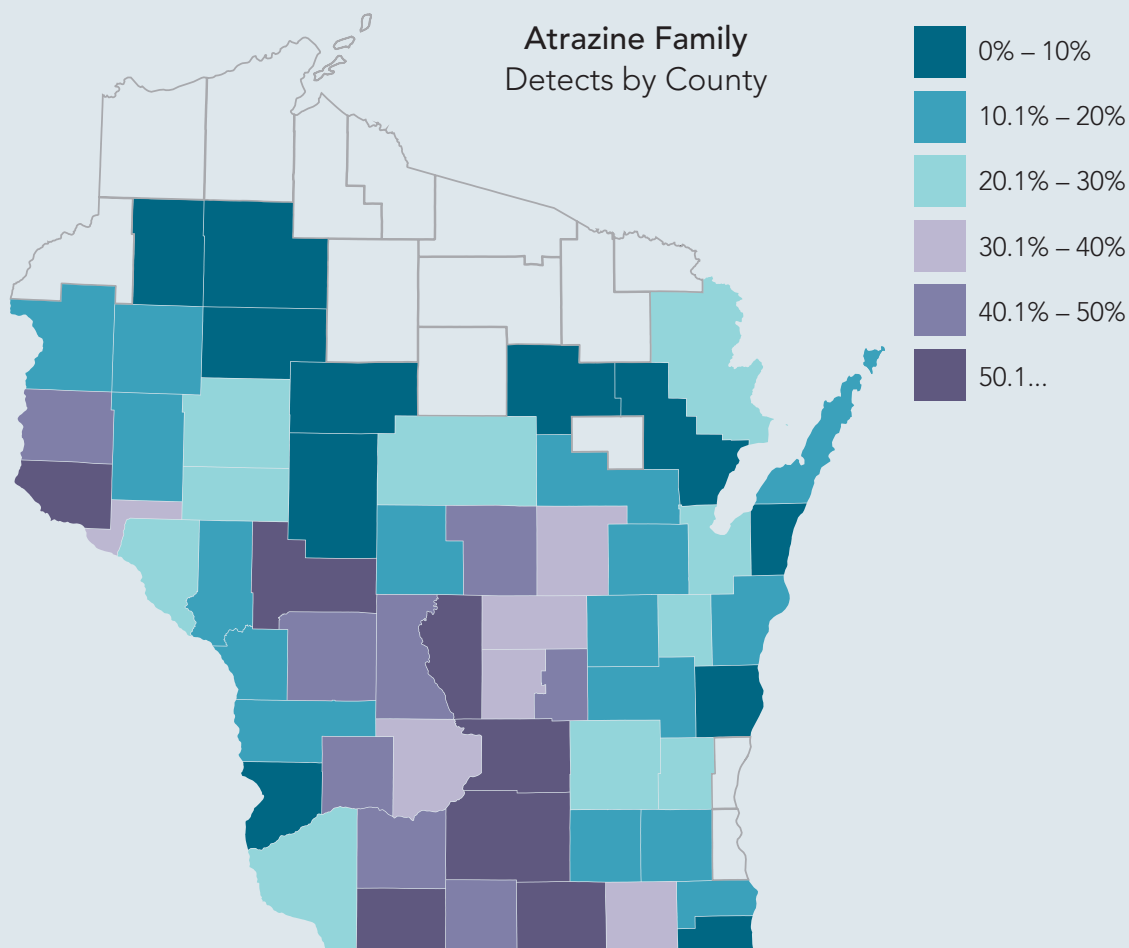 Atrazine Family
Detects by County
0% – 10%
10.1% – 20%
20.1% – 30%
30.1% – 40%
40.1% – 50%
50.1...